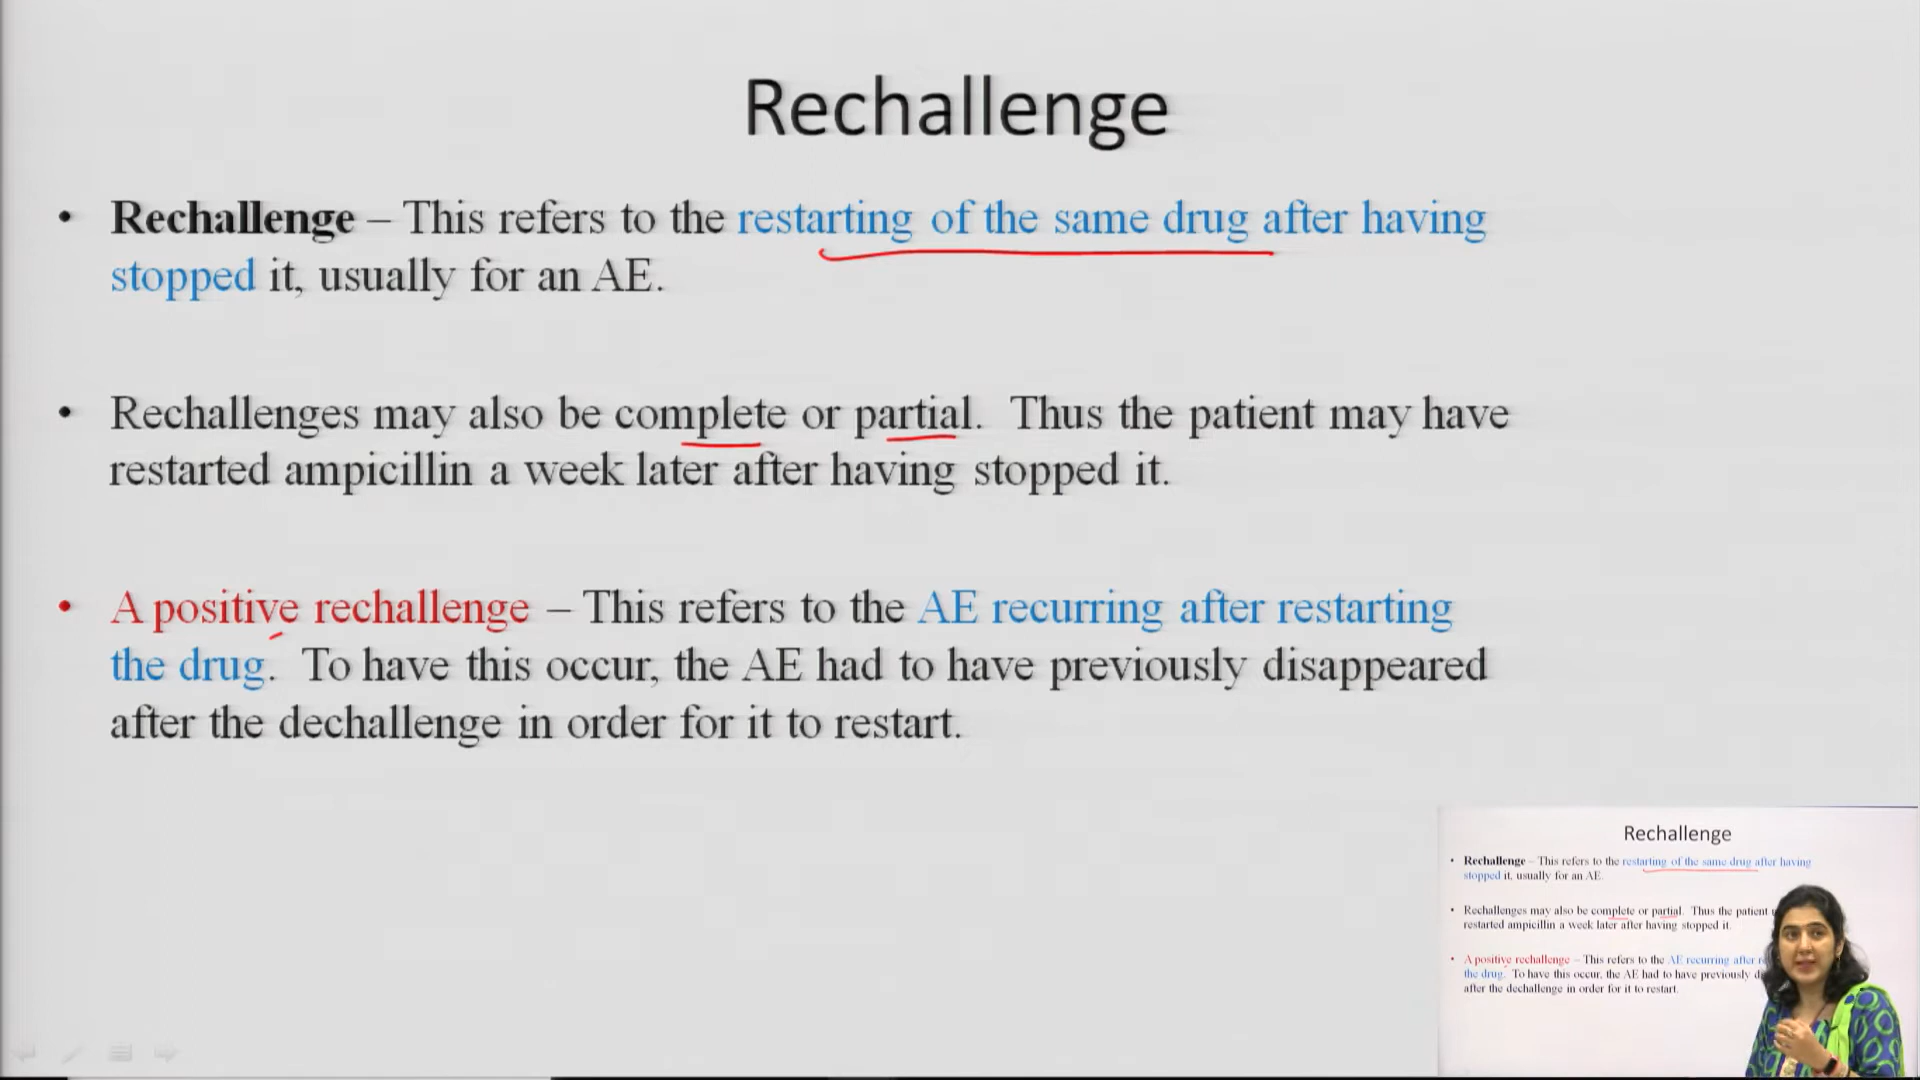 Rechallenge
• Rechallenge – This refers to the restarting of the same drug after having
stopped it, usually for an AE.
• Rechallenges may also be complete or partial. Thus the patient may have
restarted ampicillin a week later after having stopped it.
• A positive rechallenge – This refers to the AE recurring after restarting
the drug. To have this occur, the AE had to have previously disappeared
after the dechallenge in order for it to restart.
Rechallenge
• Rechallenge – This refers to the restarting of the same drug after having
stopped it, usually for an AE.
• Rechallenges may also be complete or partial. Thus the patient
restarted ampicillin a week later after having stopped it.
• A positive rechallenge – This refers to the AE recurring after
the drug. To have this occur, the AE had to have previously
after the dechallenge in order for it to restart.